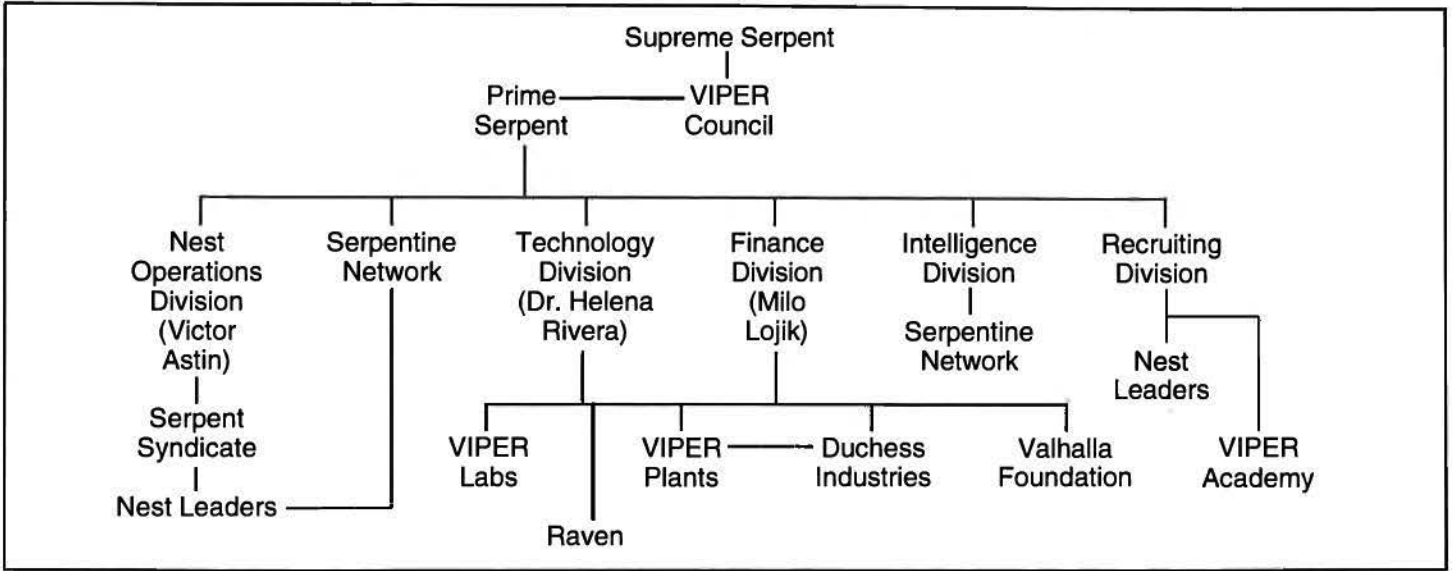 Supreme Serpent
Prime
Serpent
VIPER
Council
Nest
Operations
Division
(Victor
Astin)
Serpentine
Network
Technology
Division
(Dr. Helena
Rivera)
Finance
Division
(Milo
Lojik)
Intelligence
Division
Recruiting
Division
Serpent
Syndicate
Nest Leaders
Serpentine
Network
Nest
Leaders
VIPER
Labs
Raven
VIPER
Plants
Duchess
Industries
Valhalla
Foundation
VIPER
Academy